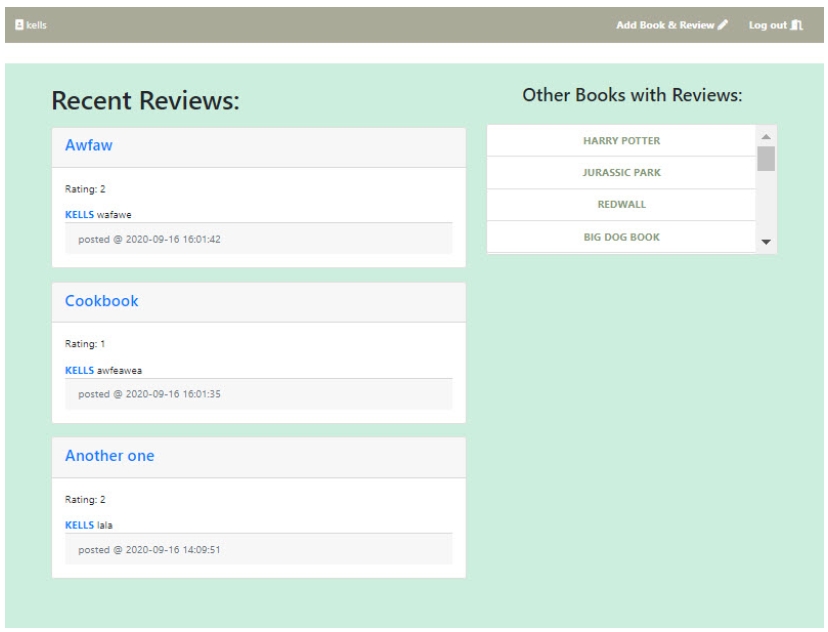 kells
Add Book & Review
Log out
Recent Reviews:
Awfaw
Rating: 2
KELLS wafawe
posted @ 2020-09-16 16:01:42
Cookbook
Rating: 1
KELLS awfeawea
posted @ 2020-09-16 16:01:35
Another one
Rating: 2
KELLS lala
posted @ 2020-09-16 14:09:51
Other Books with Reviews:
HARRY POTTER
JURASSIC PARK
REDWALL
BIG DOG BOOK